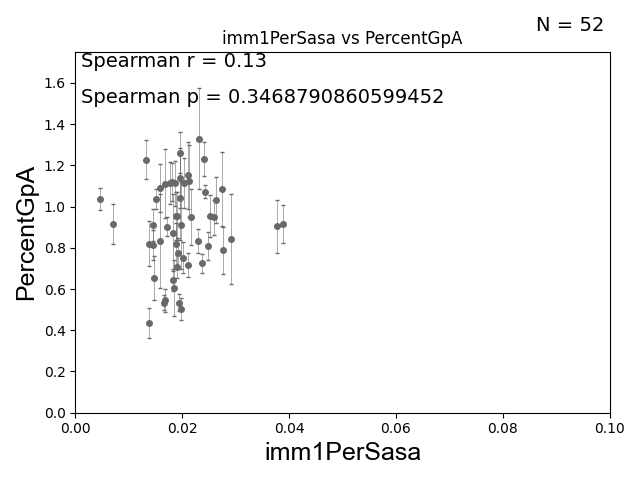 N = 52
imm1PerSasa vs PercentGpA
Spearman r = 0.13
Spearman p = 0.3468790860599452
PercentGpA
1.6
1.4
1.2
1.0
0.8
0.6
0.4
0.2
0.0
0.00 0.02 0.04 0.06 0.08 0.10
imm1PerSasa